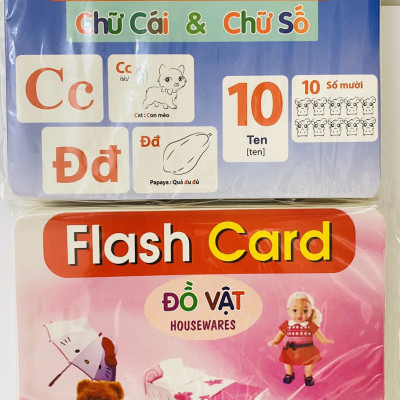 Chữ Cái & Chữ Số
Cc
Cc
Cat : Con mèo
10
Ten
[ten]
10 Số mười
Đđ
Đđ
Papaya : Quả đu đủ
Flash Card
ĐỒ VẬT
HOUSEWARES